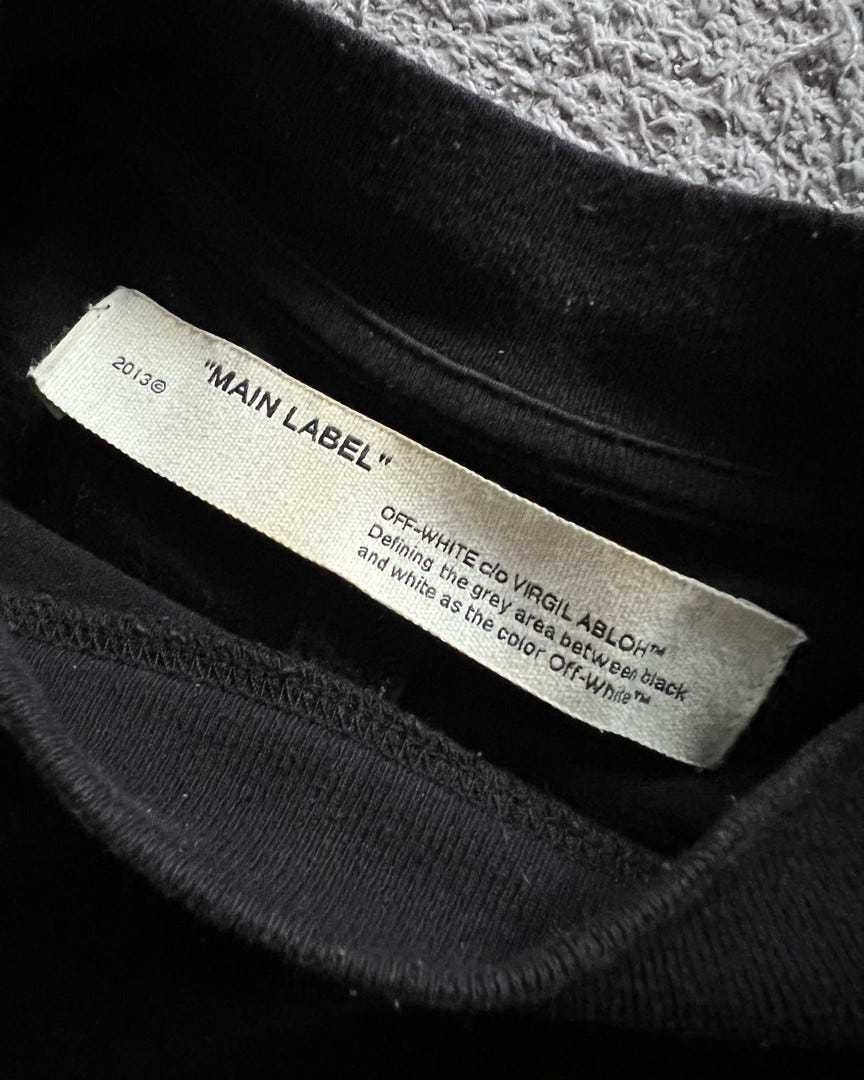 2013©
"MAIN LABEL"
OFF-WHITE c/o VIRGIL ABLOH™
Defining the grey area between black
and white as the color Off-White™